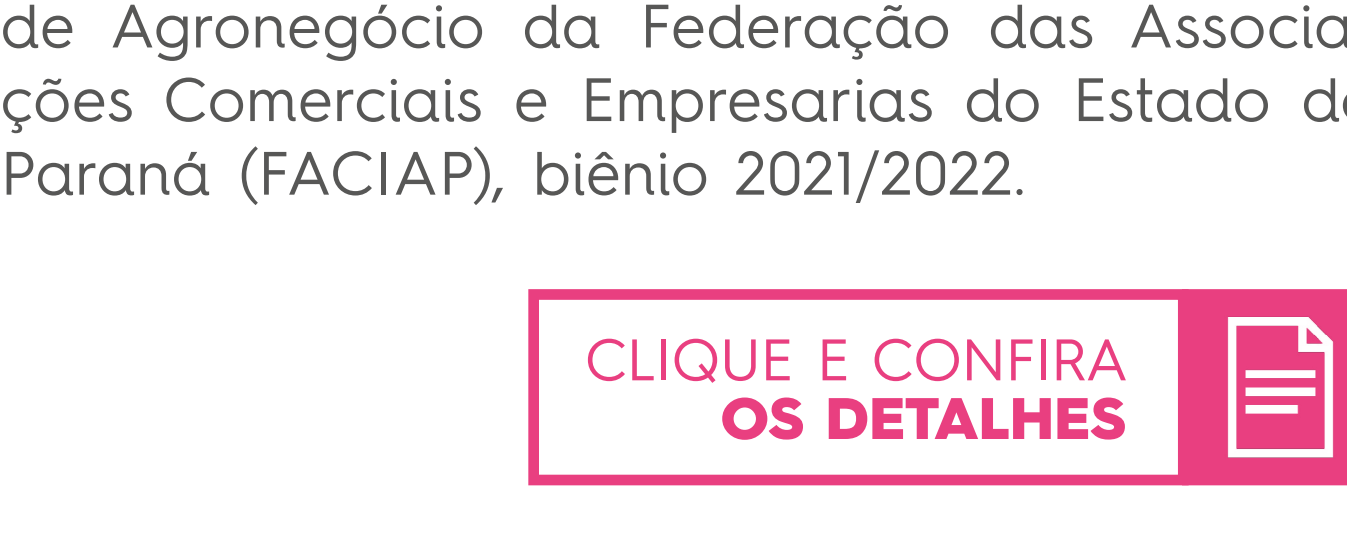 de Agronegócio da Federação das Associa
ções Comerciais e Empresarias do Estado do
Paraná (FACIAP), biênio 2021/2022.
CLIQUE E CONFIRA
OS DETALHES